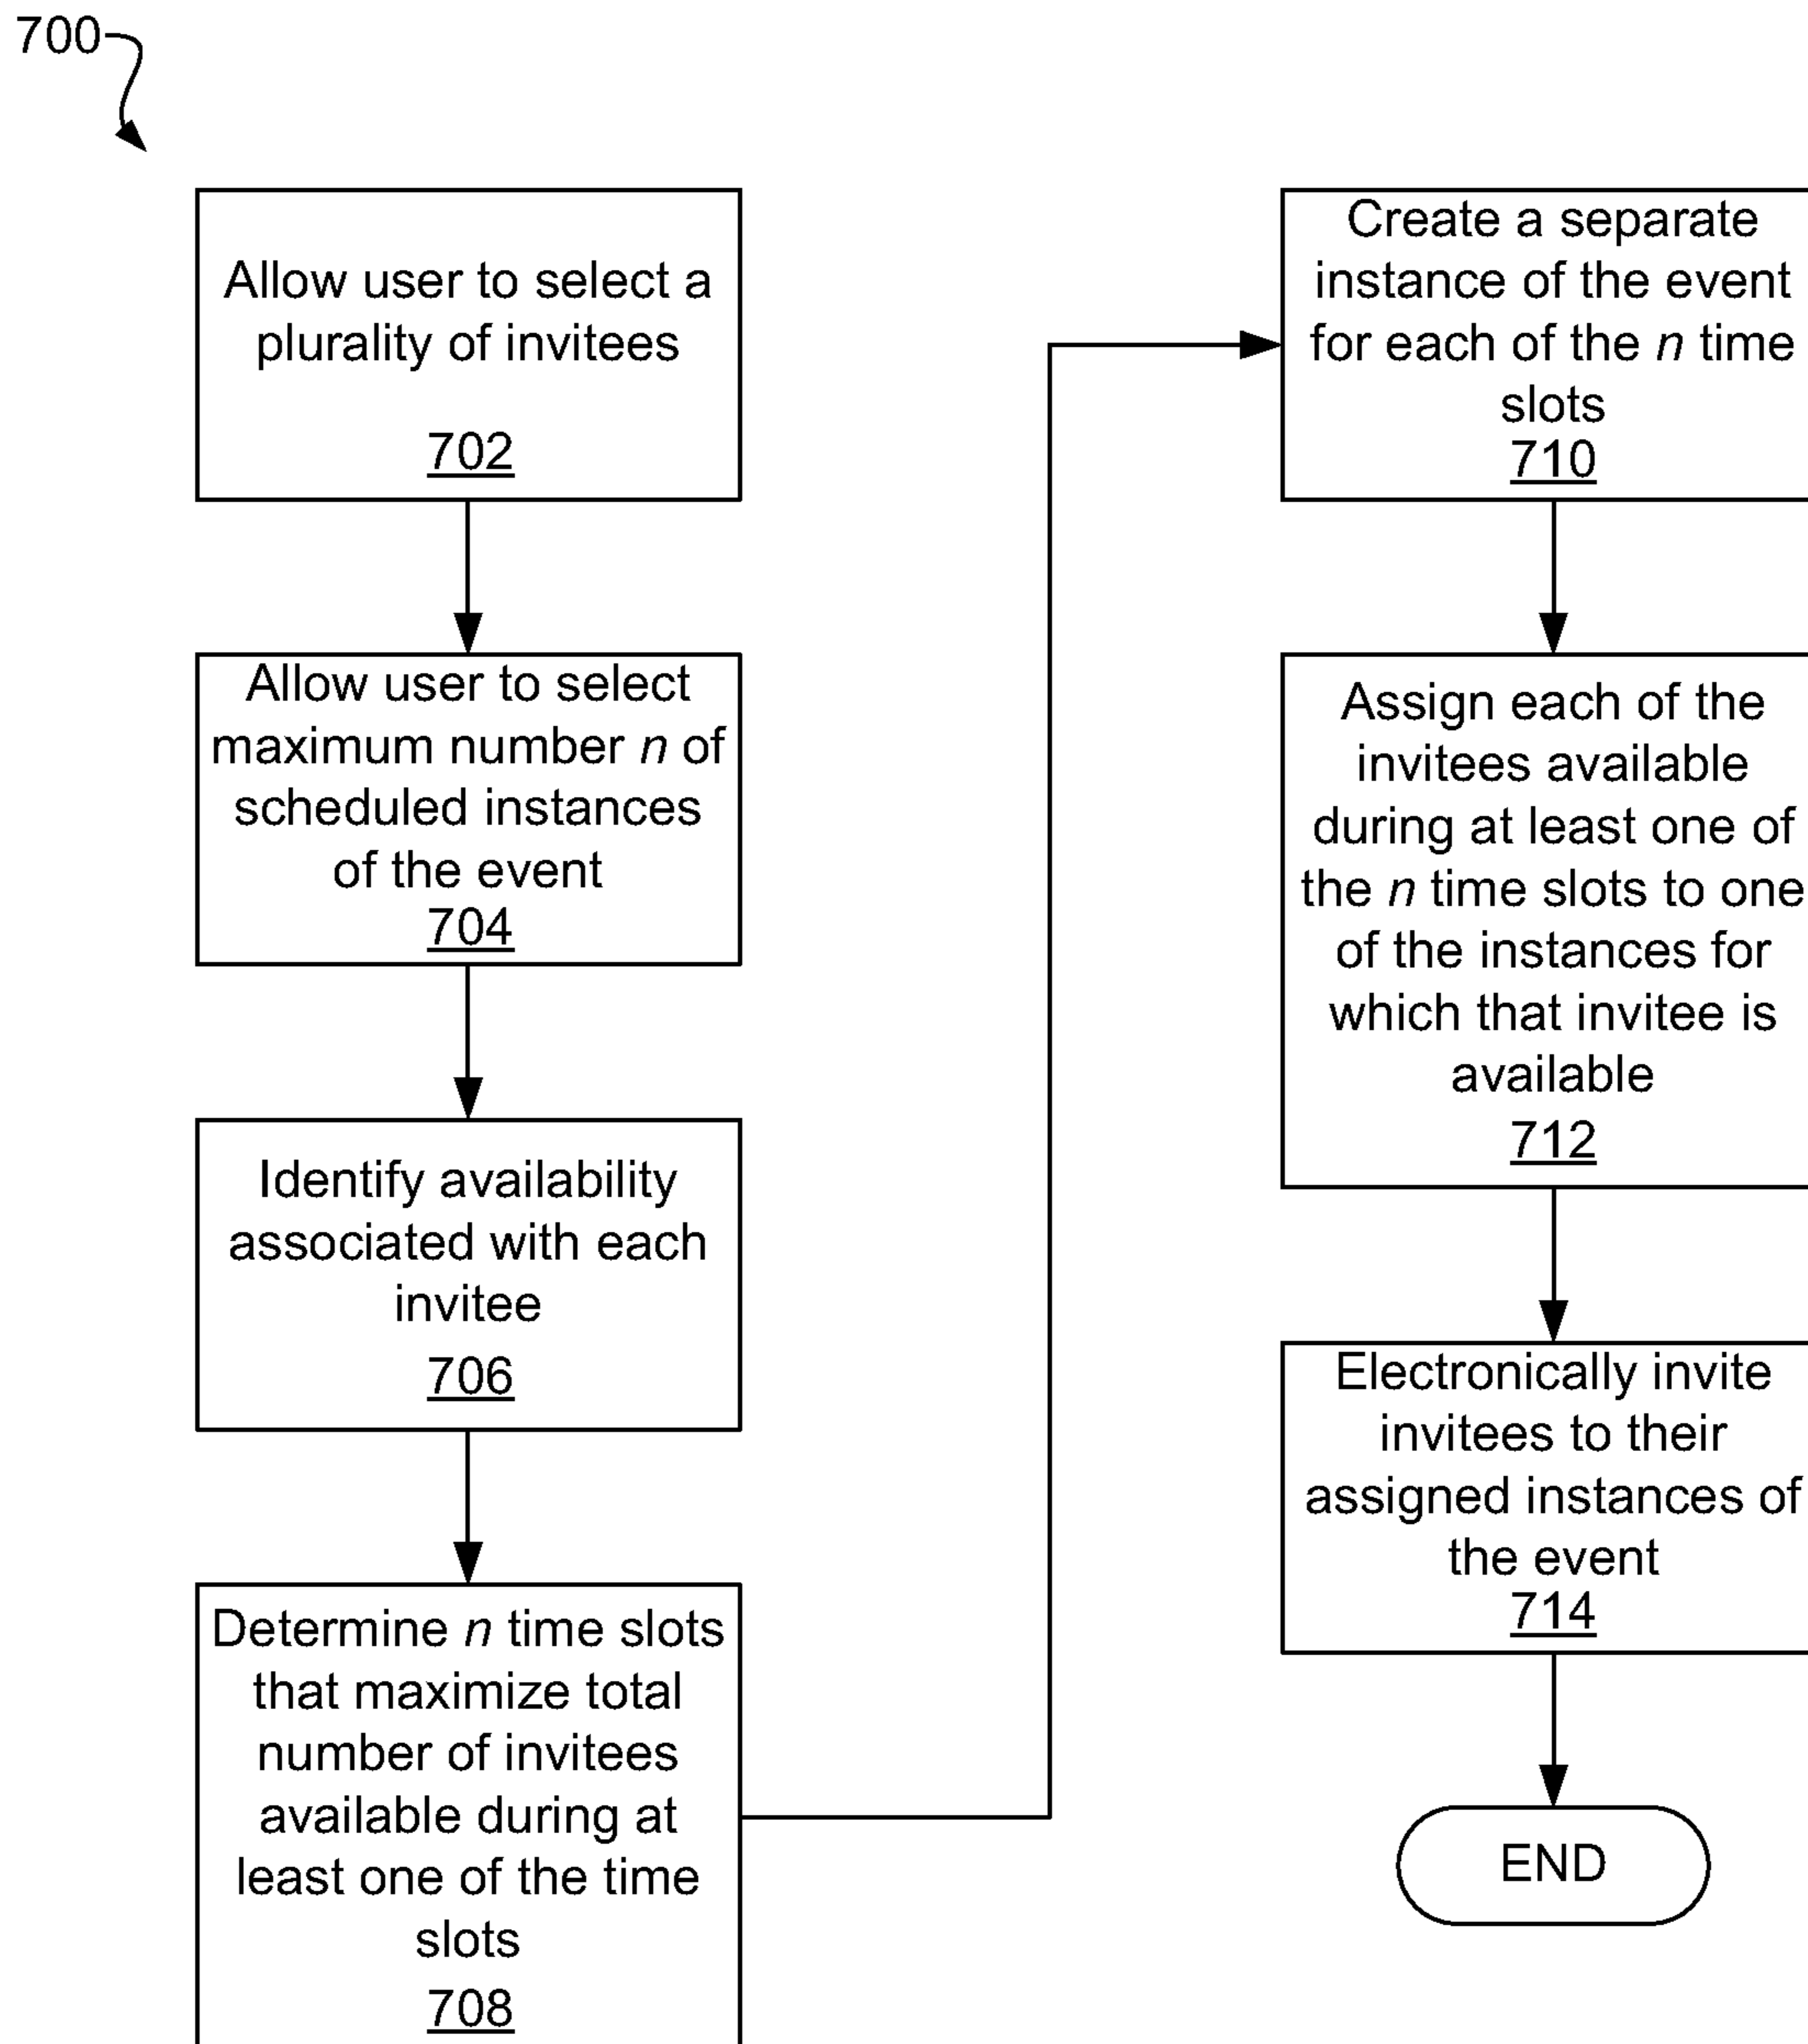 700
Allow user to select a
plurality of invitees
702
Allow user to select
maximum number n of
scheduled instances
of the event
704
Identify availability
associated with each
invitee
706
Determine n time slots
that maximize total
number of invitees
available during at
least one of the time
slots
708
Create a separate
instance of the event
for each of the n time
slots
710
Assign each of the
invitees available
during at least one of
the n time slots to one
of the instances for
which that invitee is
available
712
Electronically invite
invitees to their
assigned instances of
the event
714
END